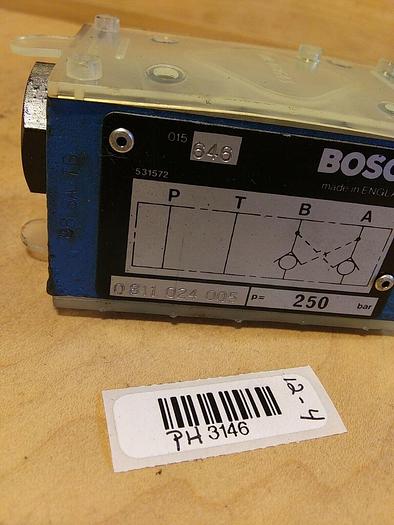 015 646
BOSC
531572
made in ENGLA
P T B A
0 811 024 005 p= 250 bar
12-4
PH 3146